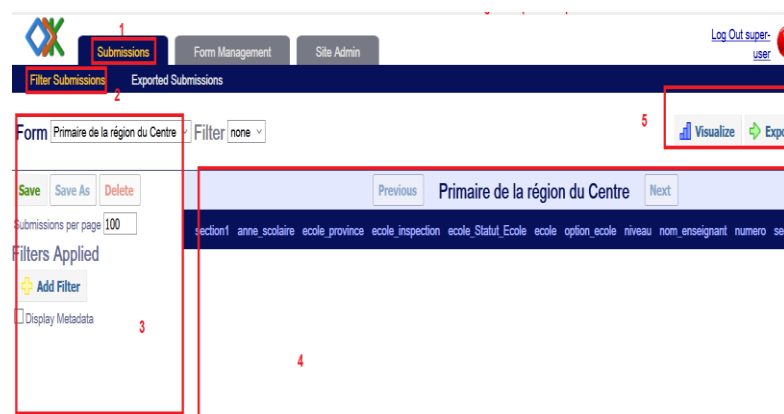 1
Submissions
Form Management
Site Admin
Log Out super-
user
Filter Submissions
Exported Submissions
2
Form Primaire de la région du Centre Filter none
5
Visualize
Save Save As Delete
Previous Primaire de la région du Centre Next
Submissions per page 100
section1 anne_scolaire ecole_province ecole_inspection ecole_Statut_Ecole ecole option_ecole niveau nom_enseignant numero
Filters Applied
Add Filter
Display Metadata
3
4